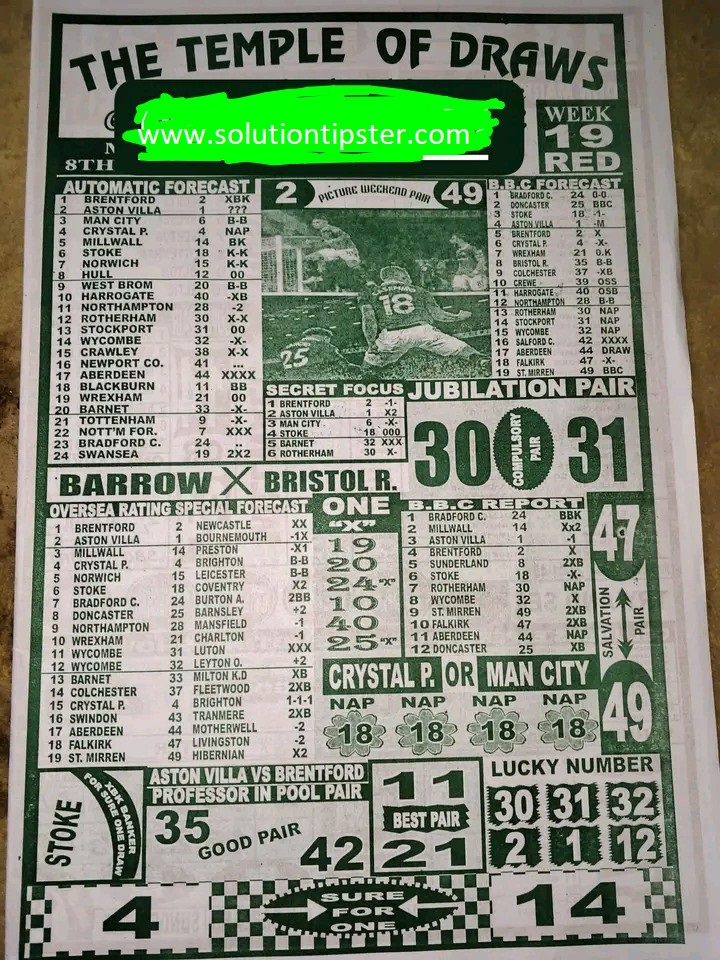 THE TEMPLE OF DRAWS
www.solutiontipster.com
8TH
WEEK
19
RED
AUTOMATIC FORECAST
1 BRENTFORD 2 XBK
2 ASTON VILLA 1 ???
3 MAN CITY 6 B-B
4 CRYSTAL P. 4 NAP
5 MILLWALL 14 BK
6 STOKE 18 K-K
7 NORWICH 15 K-K
8 HULL 12 00
9 WEST BROM 20 B-B
10 HARROGATE 40 -XB
11 NORTHAMPTON 28 -2
12 ROTHERHAM 30 X-X
13 STOCKPORT 31 00
14 WYCOMBE 32 -X-
15 CRAWLEY 38 X-X
16 NEWPORT CO. 41 ...
17 ABERDEEN 44 XXXX
18 BLACKBURN 11 BB
19 WREXHAM 21 00
20 BARNET 33 -X-
21 TOTTENHAM 9 -X-
22 NOTT'M FOR. 7 XXX
23 BRADFORD C. 24 ...
24 SWANSEA 19 2X2
2 PICTURE WEEKEND PAIR 49
18
25
B.B.C FORECAST
1 BRADFORD C. 24 0-0
2 DONCASTER 25 BBC
3 STOKE 18 -1-
4 ASTON VILLA 1 -M
5 BRENTFORD 2 X
6 CRYSTAL P. 4 -X-
7 WREXHAM 21 0.K
8 BRISTOL R. 35 B-B
9 COLCHESTER 37 -XB
10 CREWE 39 OSS
11 HARROGATE 40 OSB
12 NORTHAMPTON 28 B-B
13 ROTHERHAM 30 NAP
14 STOCKPORT 31 NAP
15 WYCOMBE 32 NAP
16 SALFORD C. 42 XXXX
17 ABERDEEN 44 DRAW
18 FALKIRK 47 -X-
19 ST. MIRREN 49 BBC
SECRET FOCUS
1 BRENTFORD 2 -1-
2 ASTON VILLA 1 X2
3 MAN CITY 6 -X-
4 STOKE 18 000
5 BARNET 32 XXX
6 ROTHERHAM 30 X-
JUBILATION PAIR
30 COMPULSORY PAIR 31
BARROW X BRISTOL R.
OVERSEA RATING SPECIAL FORECAST
1 BRENTFORD 2 NEWCASTLE XX
2 ASTON VILLA 1 BOURNEMOUTH -1X
3 MILLWALL 14 PRESTON -X1
4 CRYSTAL P. 4 BRIGHTON B-B
5 NORWICH 15 LEICESTER B-B
6 STOKE 18 COVENTRY X2
7 BRADFORD C. 24 BURTON A. 2BB
8 DONCASTER 25 BARNSLEY +2
9 NORTHAMPTON 28 MANSFIELD -1
10 WREXHAM 21 CHARLTON -1
11 WYCOMBE 31 LUTON XXX
12 WYCOMBE 32 LEYTON O. +2
13 BARNET 33 MILTON K.D XB
14 COLCHESTER 37 FLEETWOOD 2XB
15 CRYSTAL P. 4 BRIGHTON 1-1-1
16 SWINDON 43 TRANMERE 2XB
17 ABERDEEN 44 MOTHERWELL -2
18 FALKIRK 47 LIVINGSTON -2
19 ST. MIRREN 49 HIBERNIAN X2
ONE
"X"
19
20
24 "X"
10
40
25 "X"
B.B.C REPORT
1 BRADFORD C. 24 BBK
2 MILLWALL 14 Xx2
3 ASTON VILLA 1 -1
4 BRENTFORD 2 X
5 SUNDERLAND 8 2XB
6 STOKE 18 -X-
7 ROTHERHAM 30 NAP
8 WYCOMBE 32 X
9 ST. MIRREN 49 2XB
10 FALKIRK 47 2XB
11 ABERDEEN 44 NAP
12 DONCASTER 25 XB
47
SALVATION PAIR
49
CRYSTAL P. OR MAN CITY
NAP NAP NAP NAP
18 18 18 18
STOKE
XBK BANKER
FOR SURE ONE DRAW
ASTON VILLA VS BRENTFORD
PROFESSOR IN POOL PAIR
35 GOOD PAIR 42
11
BEST PAIR
21
LUCKY NUMBER
30 31 32
2 1 12
4
SURE
FOR
ONE
14